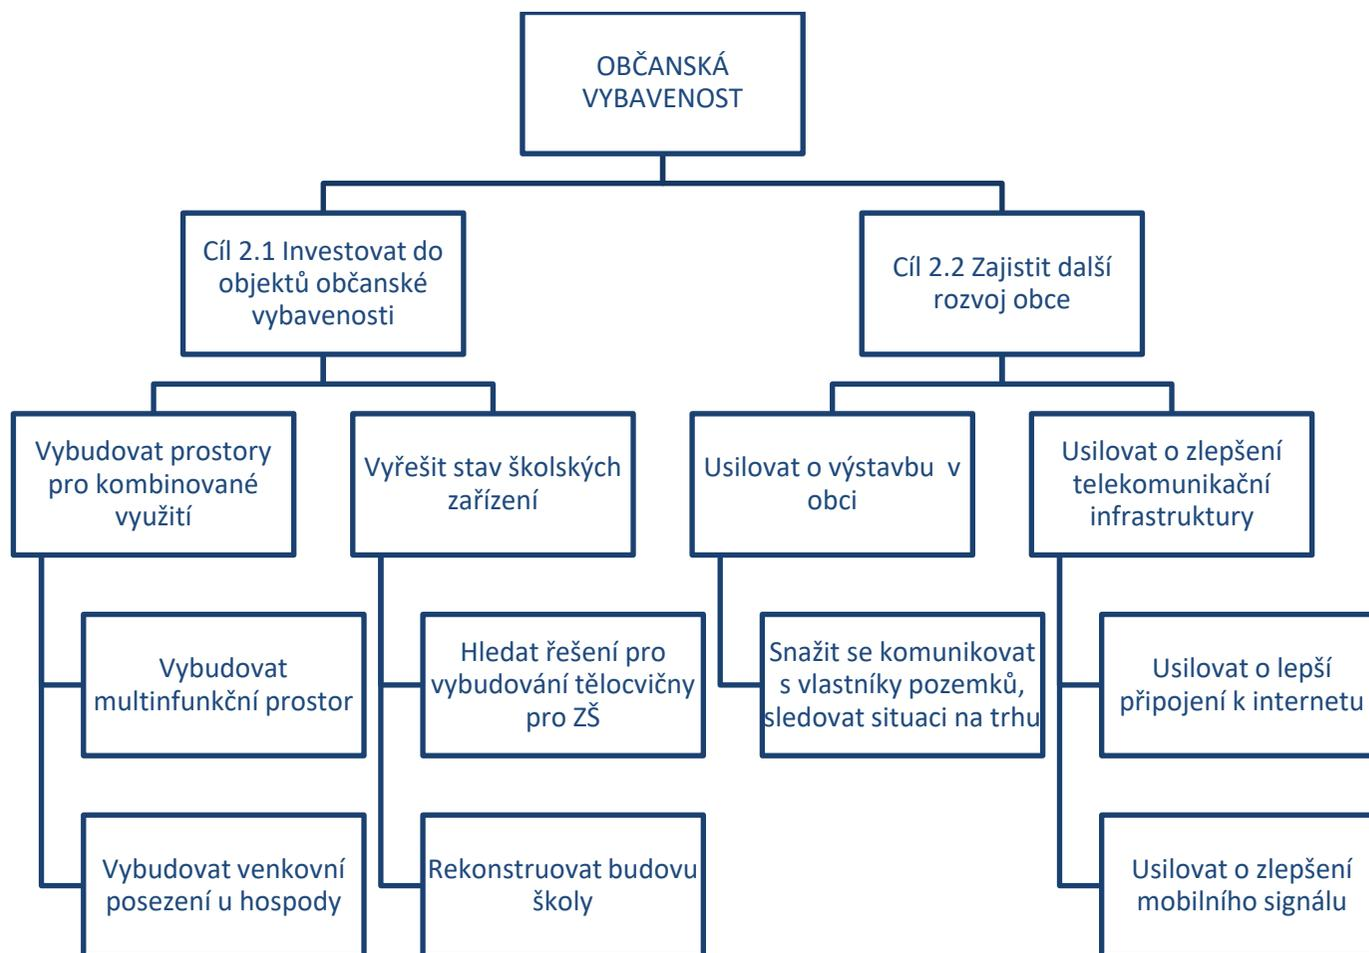 OBČANSKÁ
VYBAVENOST
Cíl 2.1 Investovat do
objektů občanské
vybavenosti
Cíl 2.2 Zajistit další
rozvoj obce
Vybudovat prostory
pro kombinované
využití
Vyřešit stav školských
zařízení
Usilovat o výstavbu  v
obci
Usilovat o zlepšení
telekomunikační
infrastruktury
Vybudovat
multinfunkční prostor
Hledat řešení pro
vybudování tělocvičny
pro ZŠ
Snažit se komunikovat
s vlastníky pozemků,
sledovat situaci na trhu
Usilovat o lepší
připojení k internetu
Vybudovat venkovní
posezení u hospody
Rekonstruovat budovu
školy
Usilovat o zlepšení
mobilního signálu